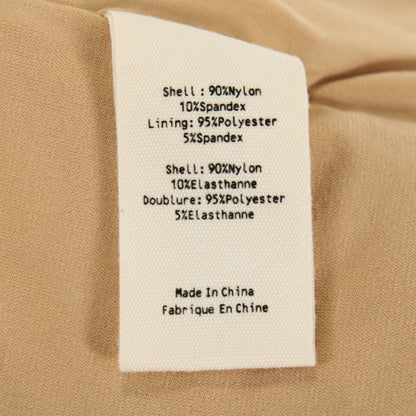 Shell : 90%Nylon
10%Spandex
Lining: 95%Polyester
5%Spandex
Shell: 90%Nylon
10%Elasthanne
Doublure: 95%Polyester
5%Elasthanne
Made In China
Fabrique En Chine